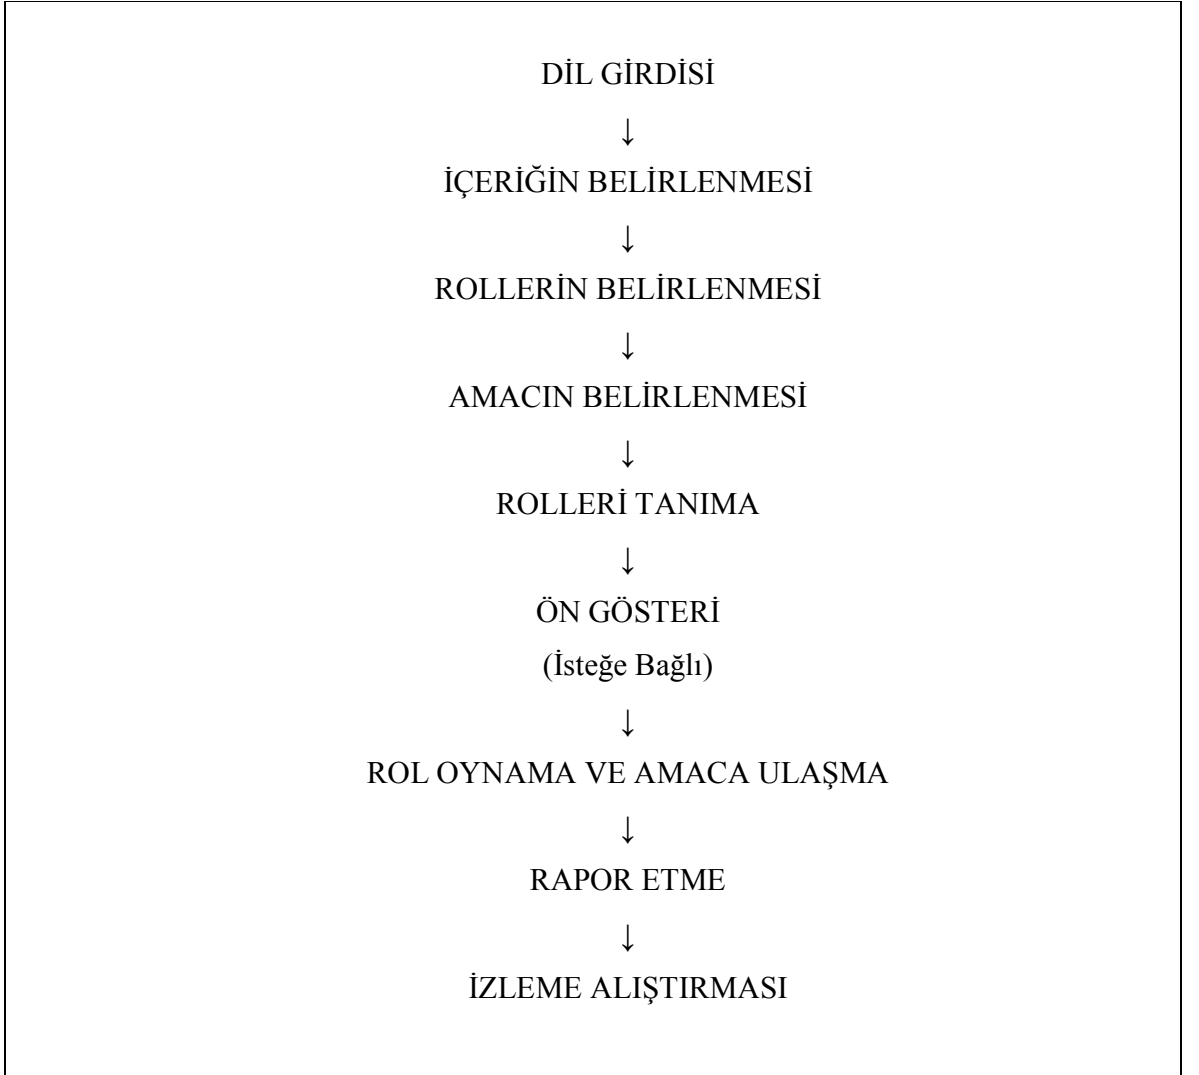 DİL GİRDİSİ
↓
İÇERİĞİN BELİRLENMESİ
↓
ROLLERİN BELİRLENMESİ
↓
AMACIN BELİRLENMESİ
↓
ROLLERİ TANIMA
↓
ÖN GÖSTERİ
(İsteğe Bağlı)
↓
ROL OYNAMA VE AMACA ULAŞMA
↓
RAPOR ETME
↓
İZLEME ALIŞTIRMASI